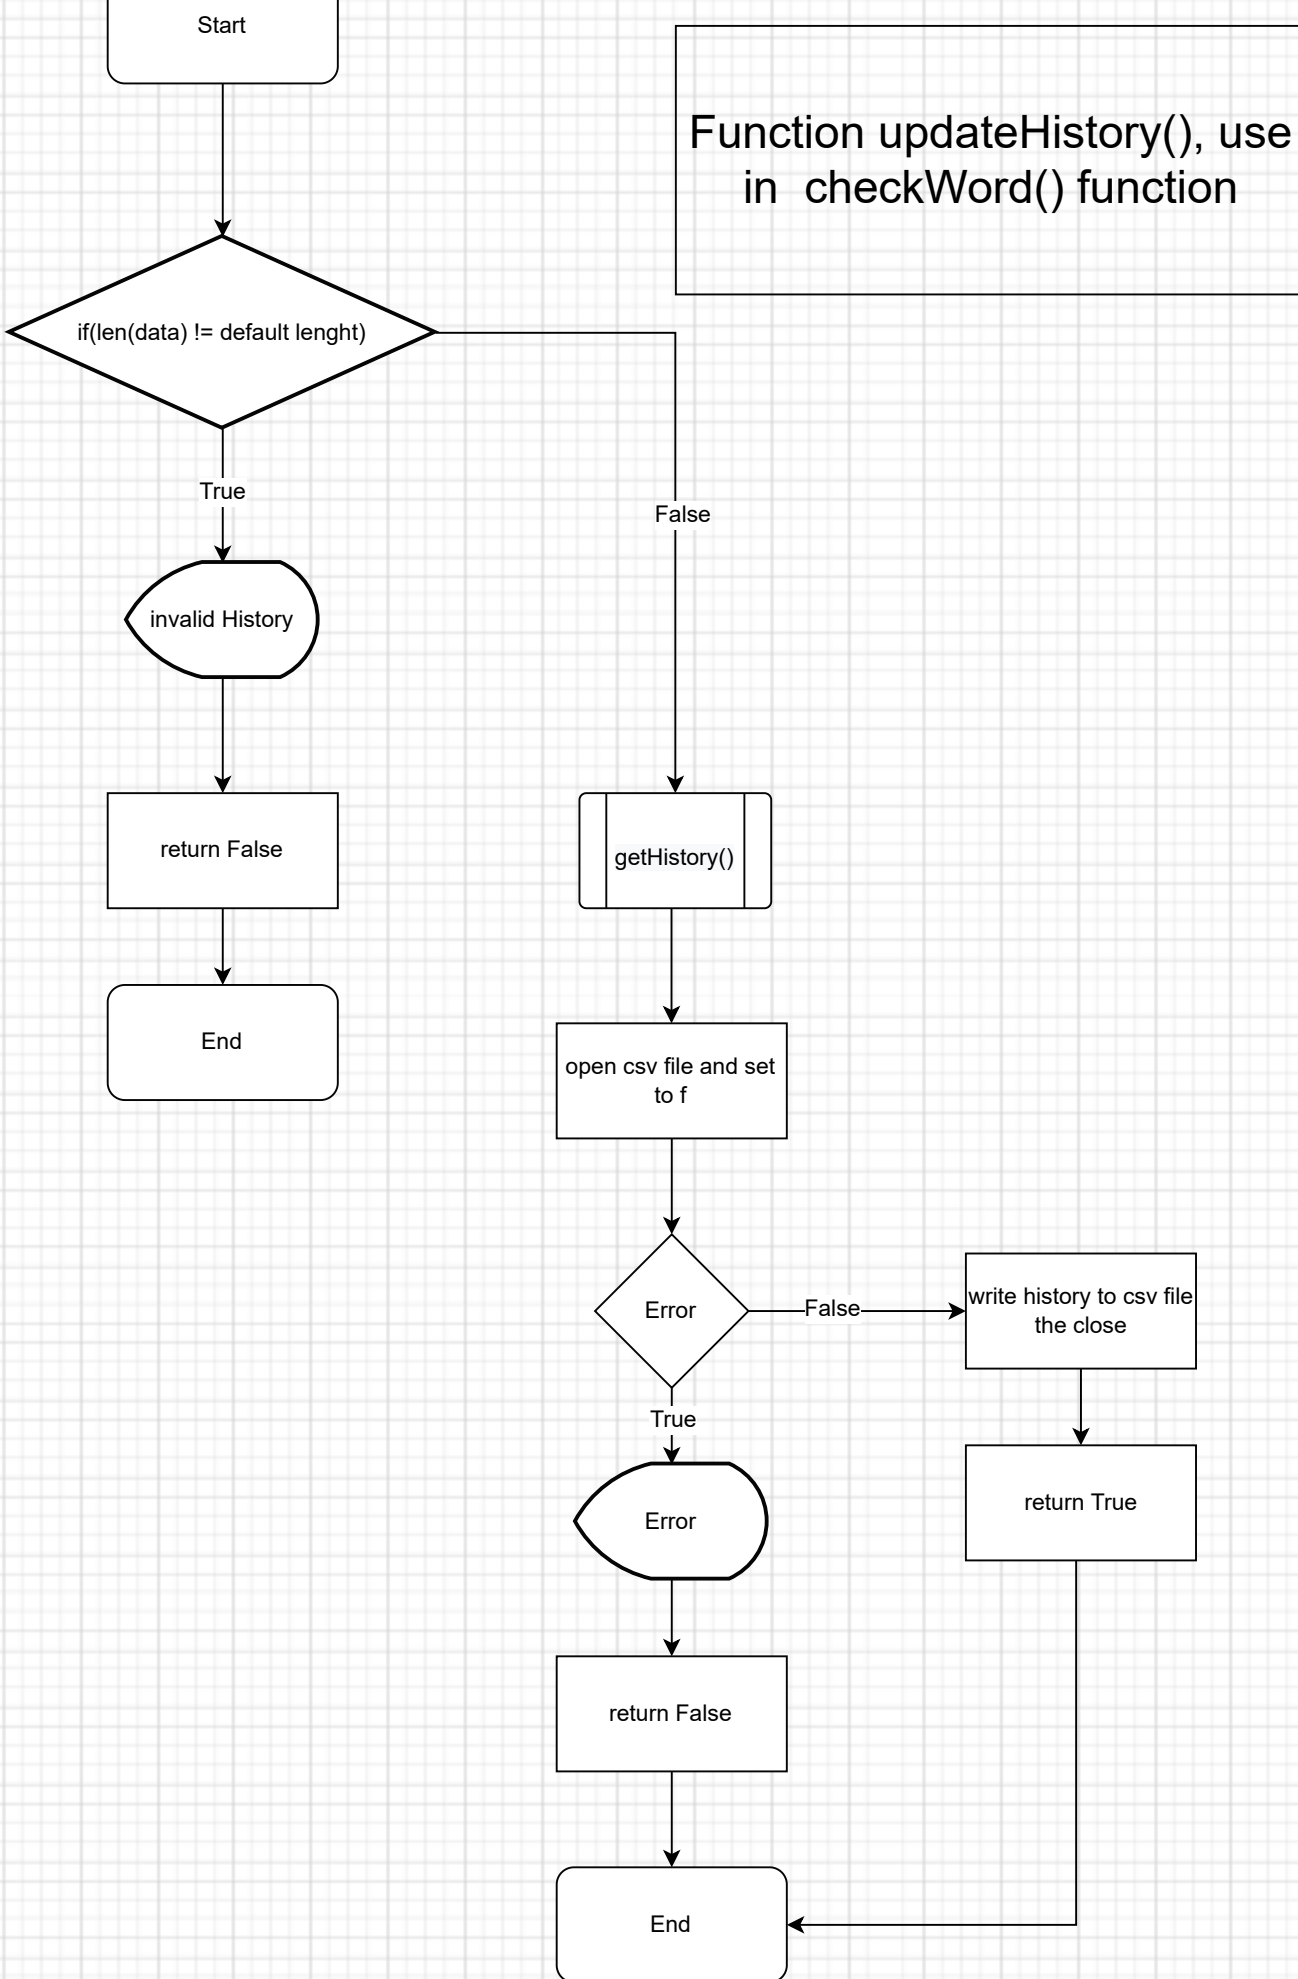 Start
Function updateHistory(), use
in  checkWord() function
if(len(data) != default lenght)
True
False
invalid History
return False
getHistory()
End
open csv file and set
to f
Error
False
write history to csv file
the close
True
Error
return True
return False
End